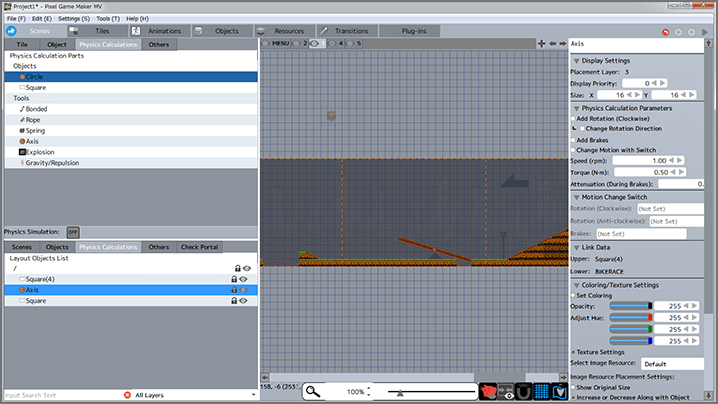 Project1* - Pixel Game Maker MV
File (F) Edit (E) Settings (S) Tools (T) Help (H)
Scenes Tiles Animations Objects Resources Transitions Plug-ins
Tile Object Physics Calculations Others
Physics Calculation Parts
Objects
Circle
Square
Tools
Bonded
Rope
Spring
Axis
Explosion
Gravity/Repulsion
Physics Simulation: OFF
Scenes Objects Physics Calculations Others Check Portal
Layout Objects List
/
Square(4)
Axis
Square
Input Search Text All Layers
MENU 2 4 5
158, -6 (253)
100%
Axis
Display Settings
Placement Layer: 3
Display Priority: 0
Size: X 16 Y 16
Physics Calculation Parameters
Add Rotation (Clockwise)
Change Rotation Direction
Add Brakes
Change Motion with Switch
Speed (rpm): 1.00
Torque (N·m): 0.50
Attenuation (During Brakes): 0.
Motion Change Switch
Rotation (Clockwise): (Not Set)
Rotation (Anti-clockwise): (Not Set)
Brakes: (Not Set)
Link Data
Upper: Square(4)
Lower: BIKERACE
Coloring/Texture Settings
Set Coloring
Opacity: 255
Adjust Hue: 255
255
255
Texture Settings
Select Image Resource: Default
Image Resource Placement Settings:
Show Original Size
Increase or Decrease Along with Object